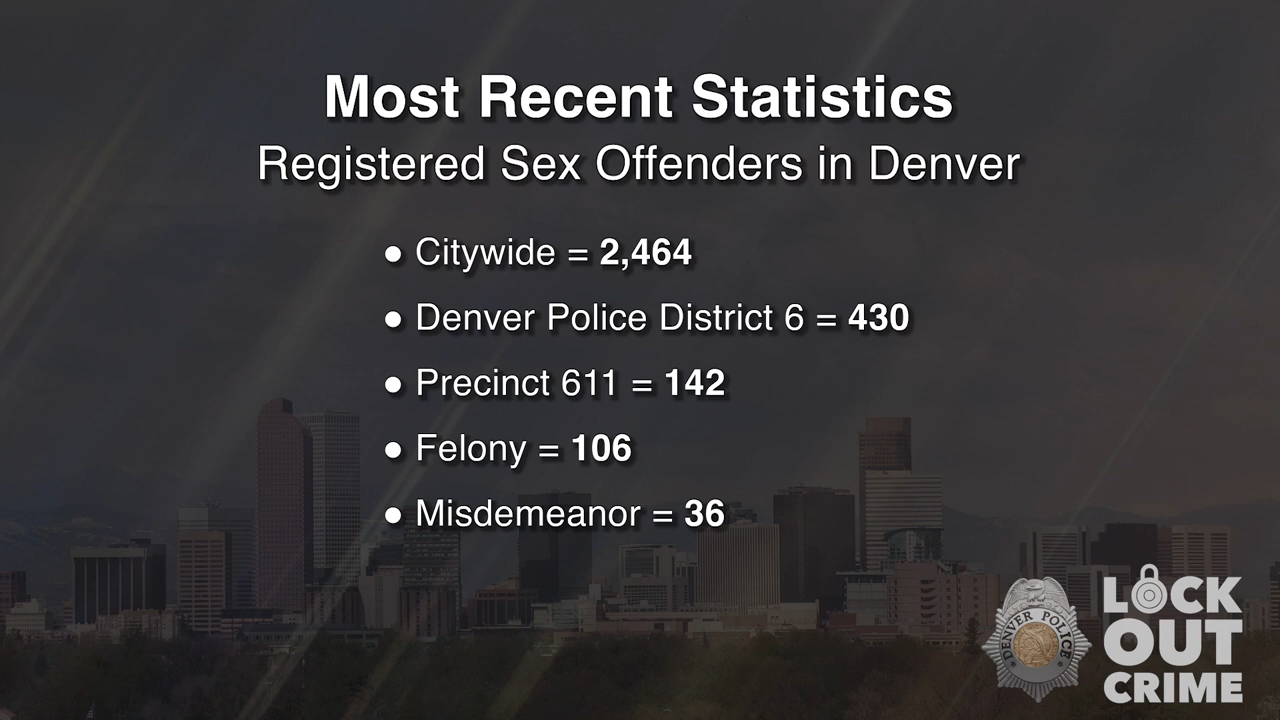 Most Recent Statistics
Registered Sex Offenders in Denver
● Citywide = 2,464
● Denver Police District 6 = 430
● Precinct 611 = 142
● Felony = 106
● Misdemeanor = 36
DENVER POLICE
LOCK
OUT
CRIME